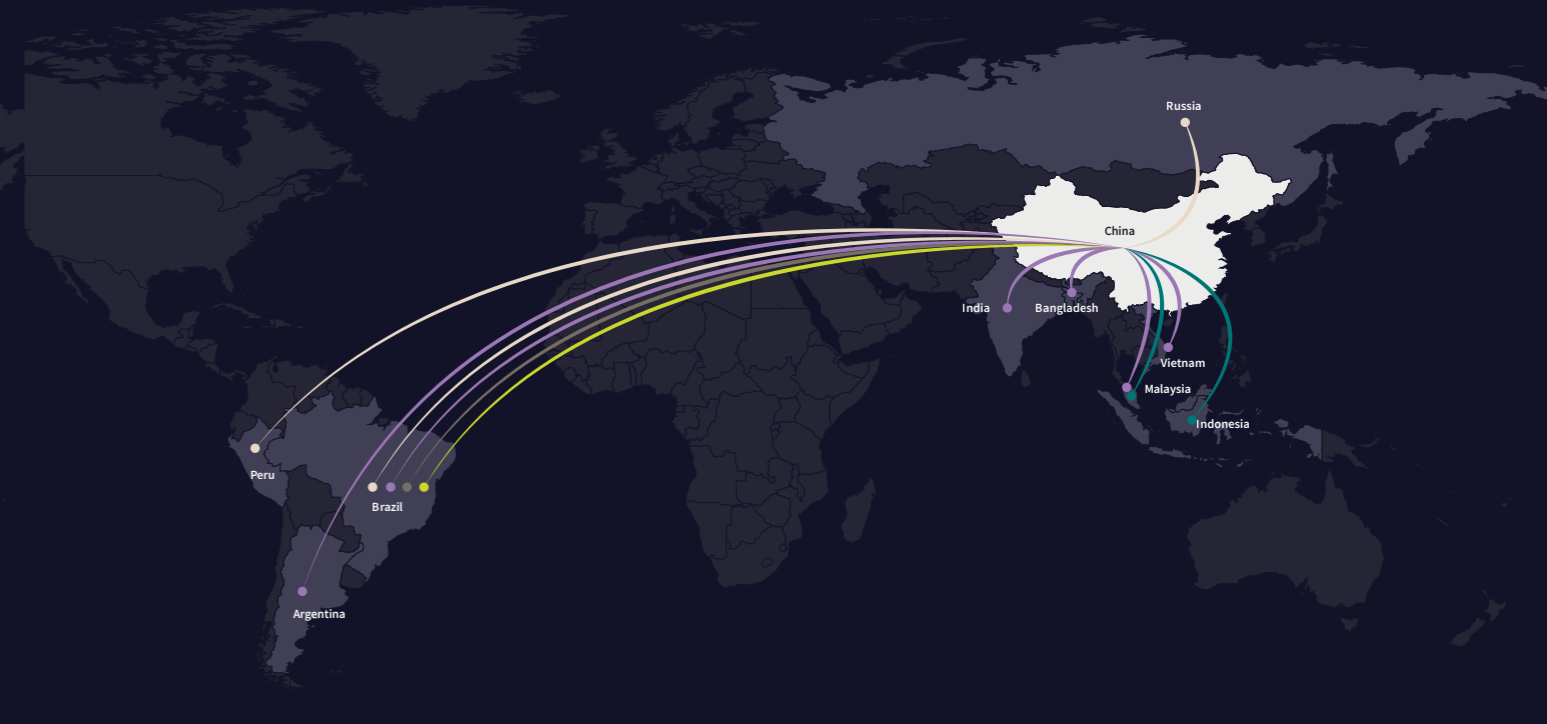 Russia
China
India
Bangladesh
Vietnam
Malaysia
Indonesia
Peru
Brazil
Argentina